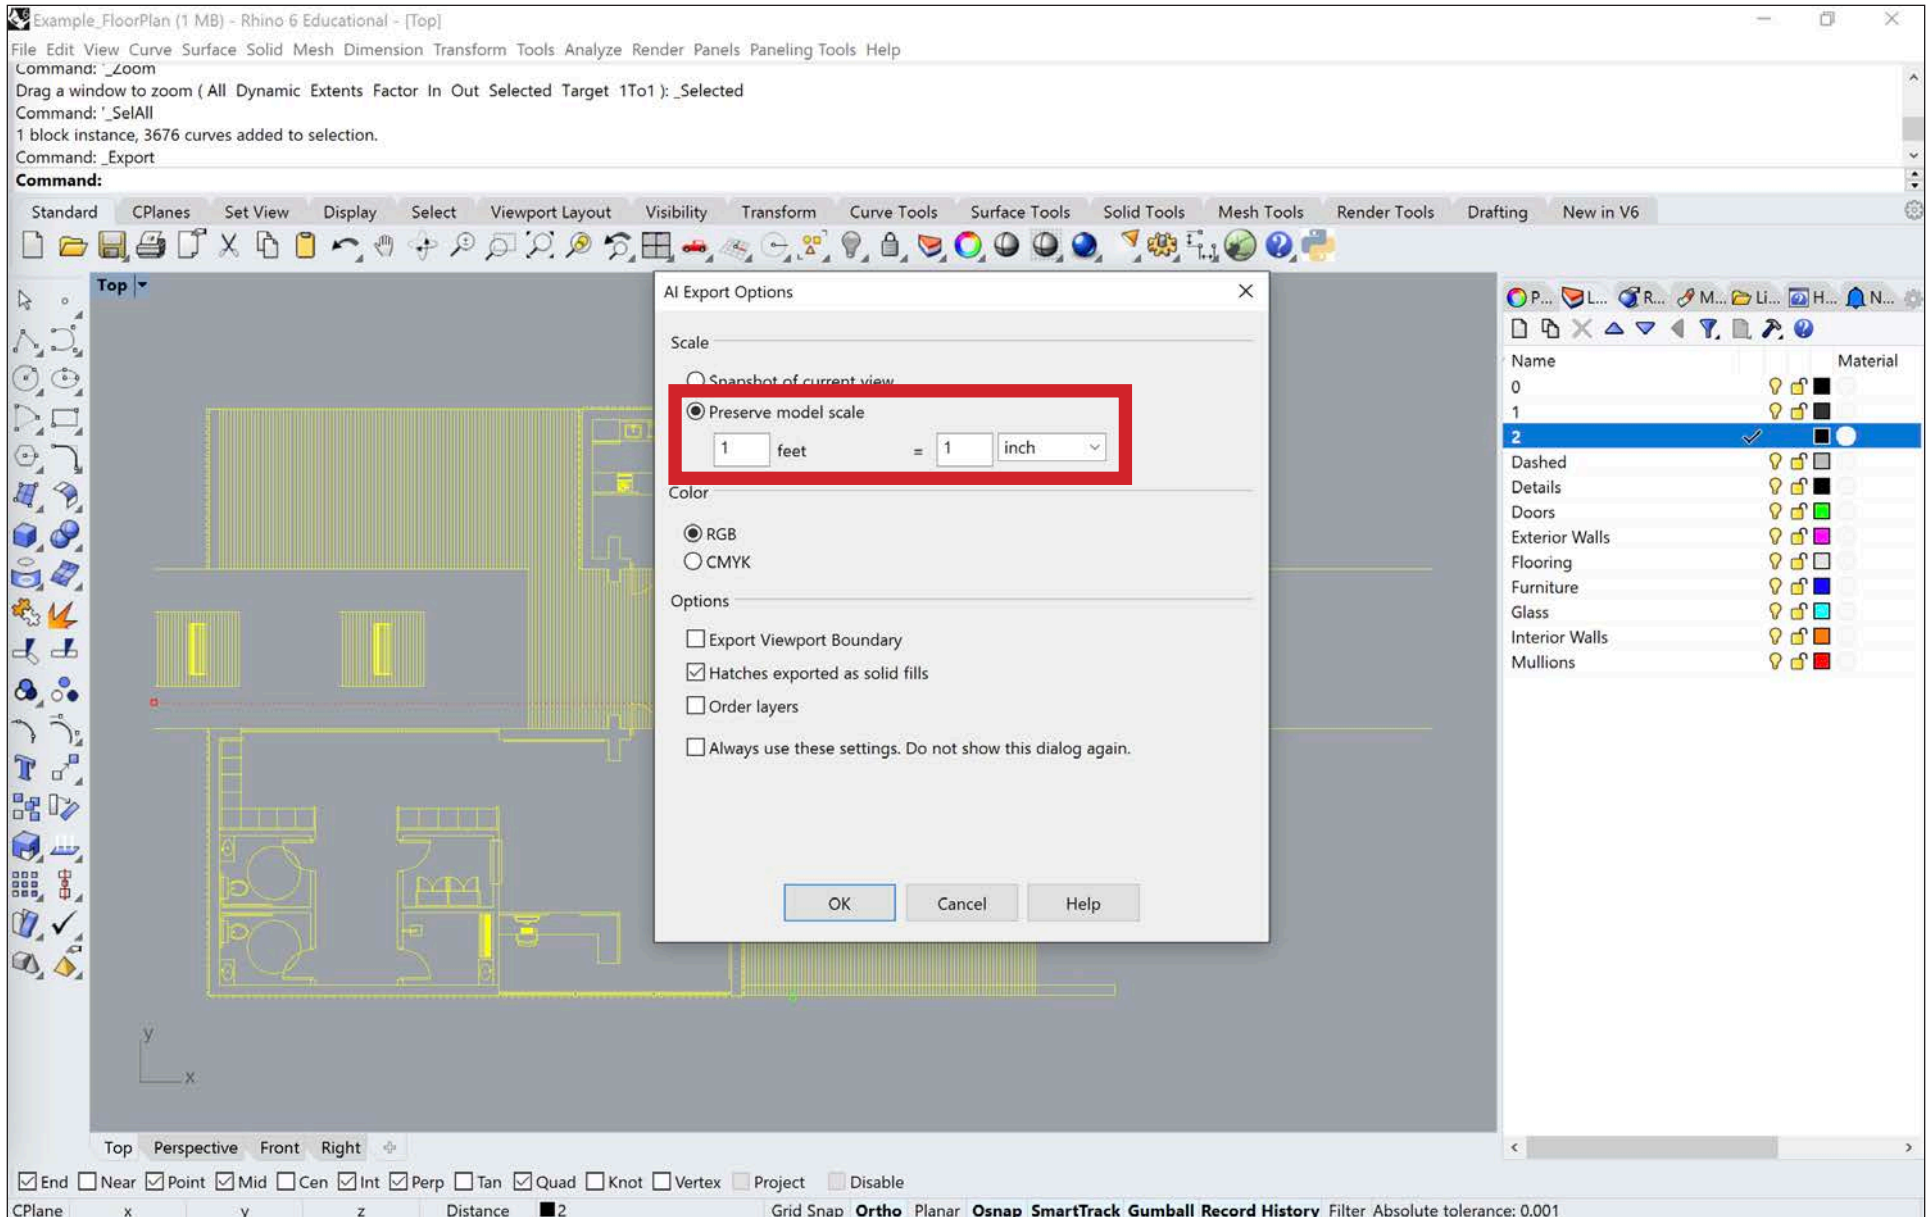 Example_FloorPlan (1 MB) - Rhino 6 Educational - [Top]
File Edit View Curve Surface Solid Mesh Dimension Transform Tools Analyze Render Panels Paneling Tools Help
Command: '_Zoom
Drag a window to zoom ( All Dynamic Extents Factor In Out Selected Target 1To1 ): _Selected
Command: '_SelAll
1 block instance, 3676 curves added to selection.
Command: _Export
Command:
Standard CPlanes Set View Display Select Viewport Layout Visibility Transform Curve Tools Surface Tools Solid Tools Mesh Tools Render Tools Drafting New in V6
Top
AI Export Options
Scale
Snapshot of current view
Preserve model scale
1 feet = 1 inch
Color
RGB
CMYK
Options
Export Viewport Boundary
Hatches exported as solid fills
Order layers
Always use these settings. Do not show this dialog again.
OK Cancel Help
P... L... R... M... Li... H... N...
Name Material
0
1
2
Dashed
Details
Doors
Exterior Walls
Flooring
Furniture
Glass
Interior Walls
Mullions
y
x
Top Perspective Front Right
End Near Point Mid Cen Int Perp Tan Quad Knot Vertex Project Disable
CPlane x y z Distance 2 Grid Snap Ortho Planar Osnap SmartTrack Gumball Record History Filter Absolute tolerance: 0.001